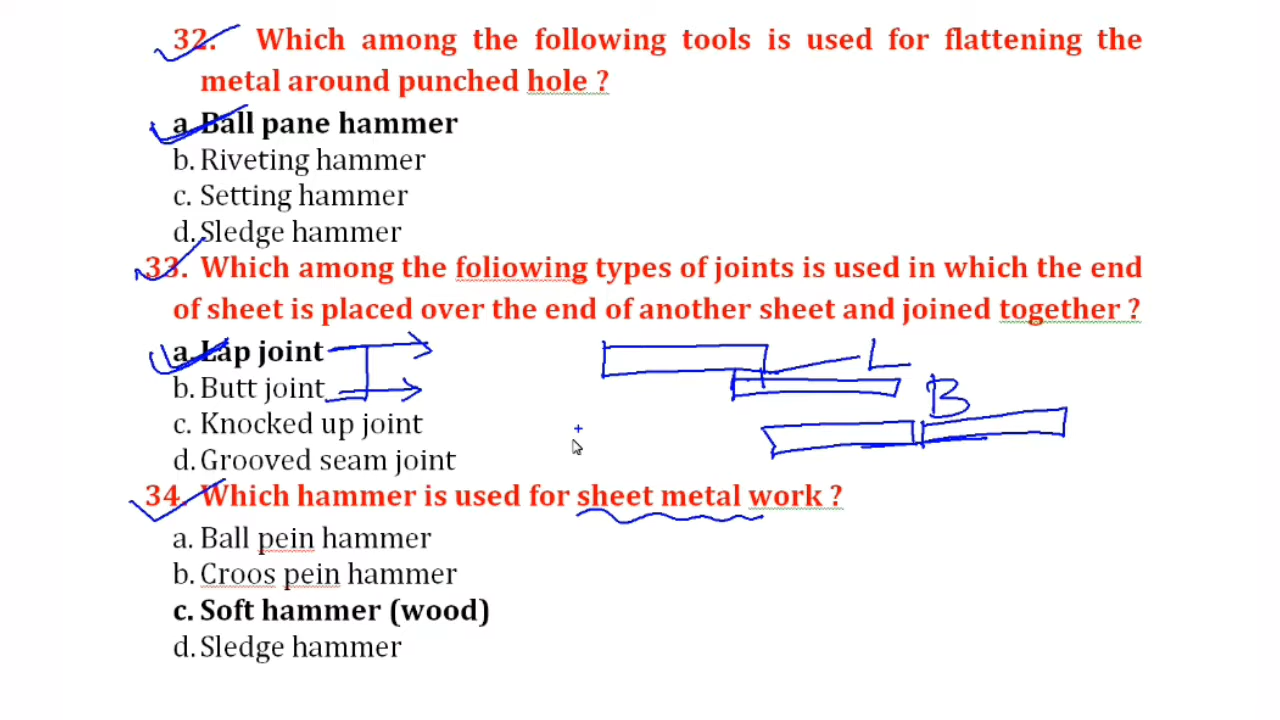 32. Which among the following tools is used for flattening the
metal around punched hole ?
a. Ball pane hammer
b. Riveting hammer
c. Setting hammer
d. Sledge hammer
33. Which among the foliowing types of joints is used in which the end
of sheet is placed over the end of another sheet and joined together ?
a. Lap joint
L
b. Butt joint
B
c. Knocked up joint
d. Grooved seam joint
34. Which hammer is used for sheet metal work ?
a. Ball pein hammer
b. Croos pein hammer
c. Soft hammer (wood)
d. Sledge hammer